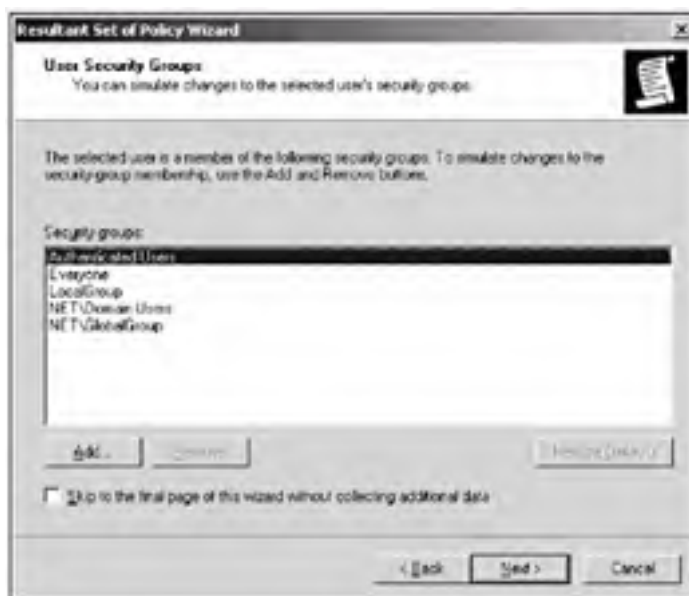 Resultant Set of Policy Wizard
User Security Groups
You can simulate changes to the selected user's security groups.
The selected user is a member of the following security groups. To simulate changes to the
security group membership, use the Add and Remove buttons.
Security groups:
Authenticated Users
Everyone
LocalGroup
NET\Domain Users
NET\GlobalGroup
Add...
Remove
Restore Defaults
Skip to the final page of this wizard without collecting additional data
< Back
Next >
Cancel